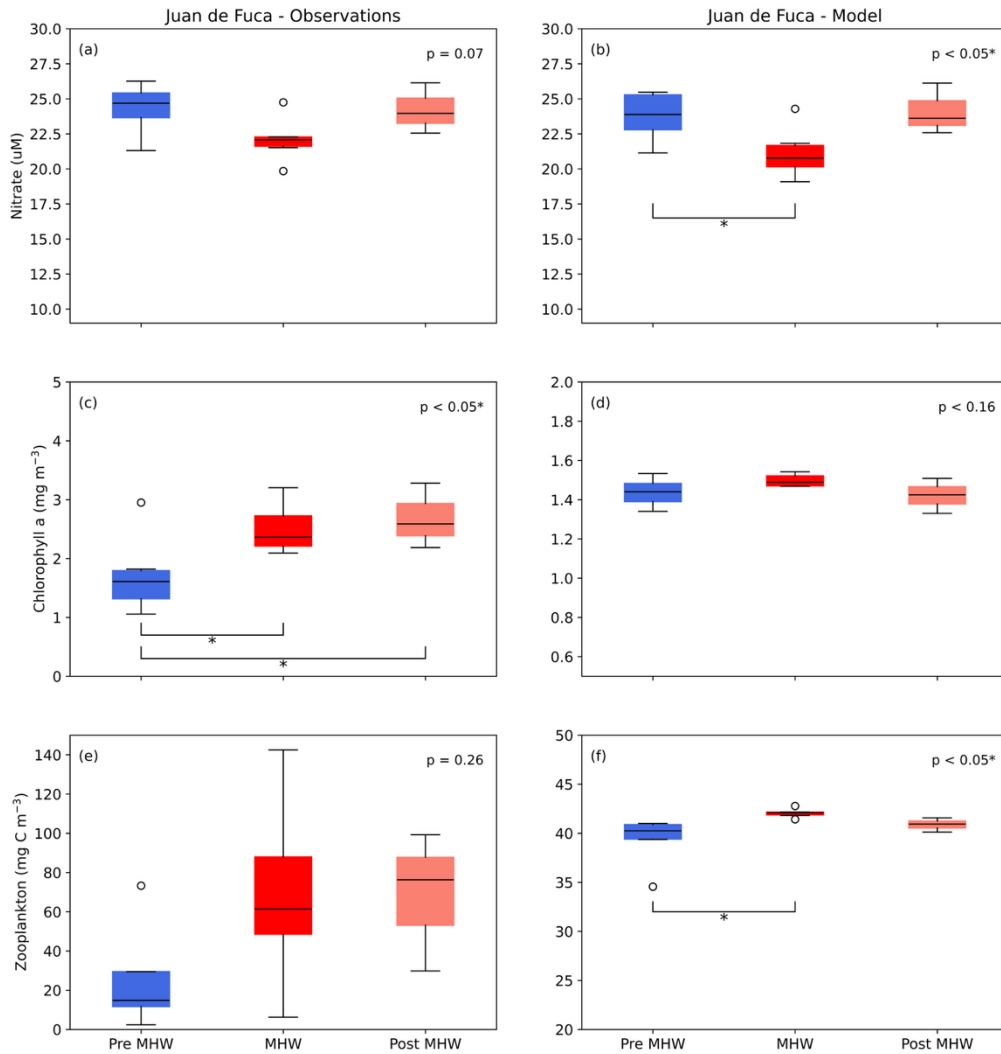 Juan de Fuca - Observations
Juan de Fuca - Model
(a)
p = 0.07
30.0
27.5
25.0
22.5
20.0
17.5
15.0
12.5
10.0
Nitrate (uM)
(b)
p < 0.05*
30.0
27.5
25.0
22.5
20.0
17.5
15.0
12.5
10.0
*
(c)
p < 0.05*
5
4
3
2
1
0
Chlorophyll a (mg m⁻³)
*
*
(d)
p < 0.16
2.0
1.8
1.6
1.4
1.2
1.0
0.8
0.6
(e)
p = 0.26
140
120
100
80
60
40
20
0
Zooplankton (mg C m⁻³)
Pre MHW
MHW
Post MHW
(f)
p < 0.05*
50
45
40
35
30
25
20
*
Pre MHW
MHW
Post MHW